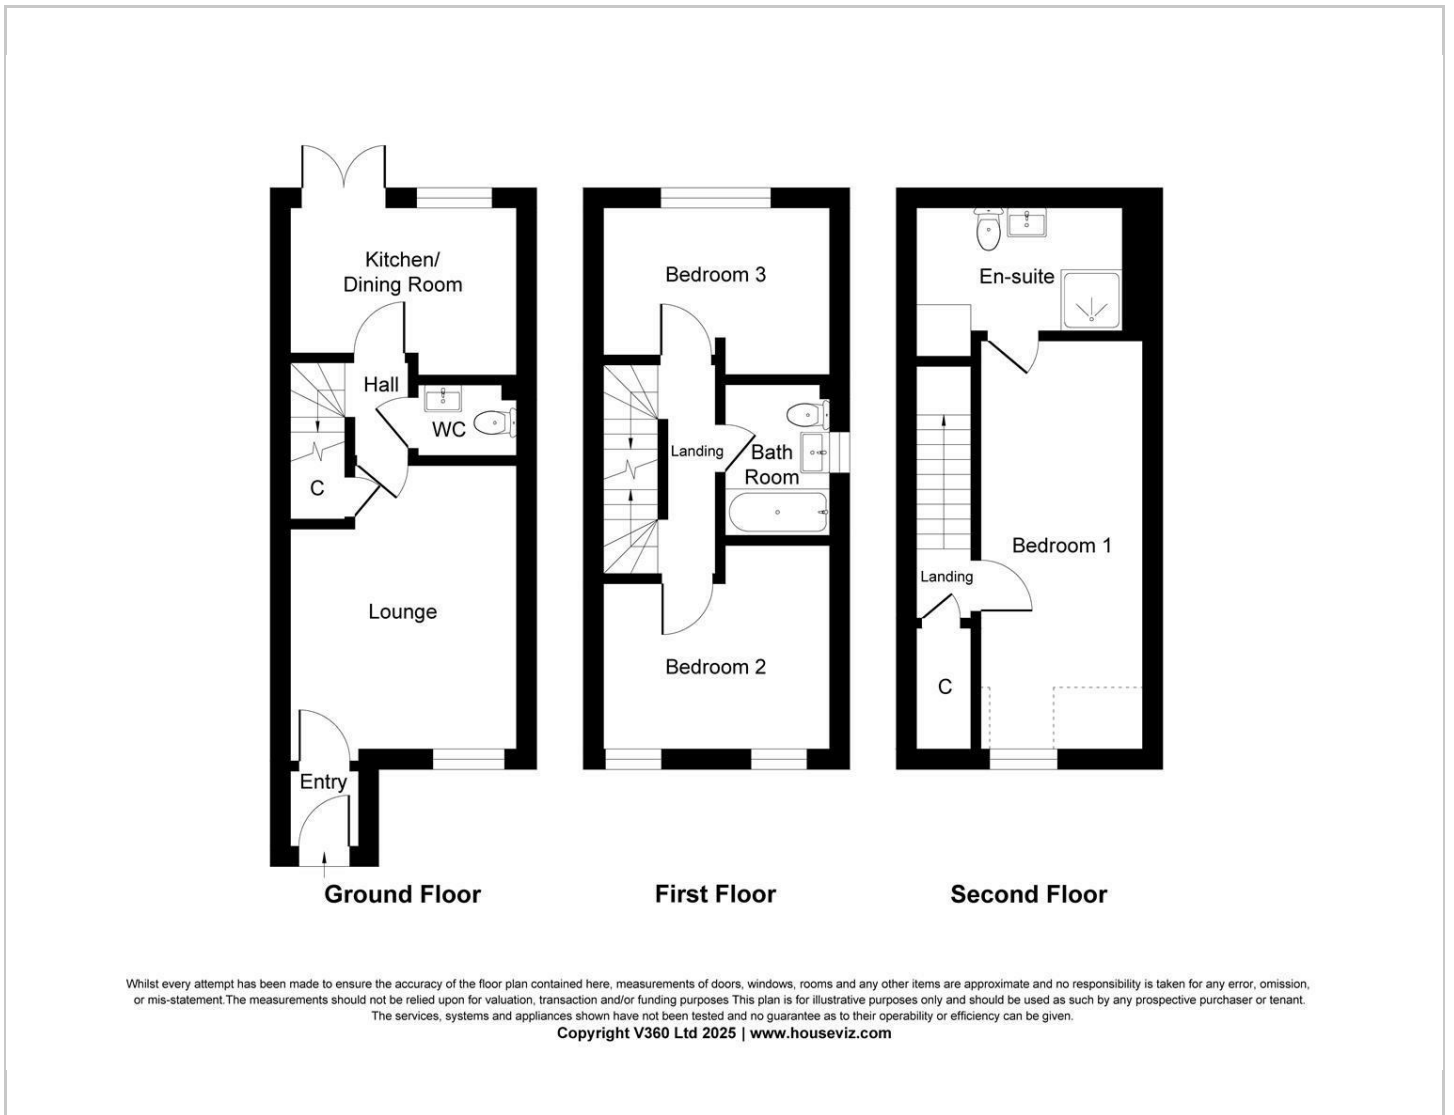 Kitchen/
Dining Room
Hall
WC
C
Lounge
Entry
Ground Floor
Bedroom 3
Landing
Bath
Room
Bedroom 2
First Floor
En-suite
Bedroom 1
Landing
C
Second Floor
Whilst every attempt has been made to ensure the accuracy of the floor plan contained here, measurements of doors, windows, rooms and any other items are approximate and no responsibility is taken for any error, omission,
or mis-statement.The measurements should not be relied upon for valuation, transaction and/or funding purposes This plan is for illustrative purposes only and should be used as such by any prospective purchaser or tenant.
The services, systems and appliances shown have not been tested and no guarantee as to their operability or efficiency can be given.
Copyright V360 Ltd 2025 | www.houseviz.com